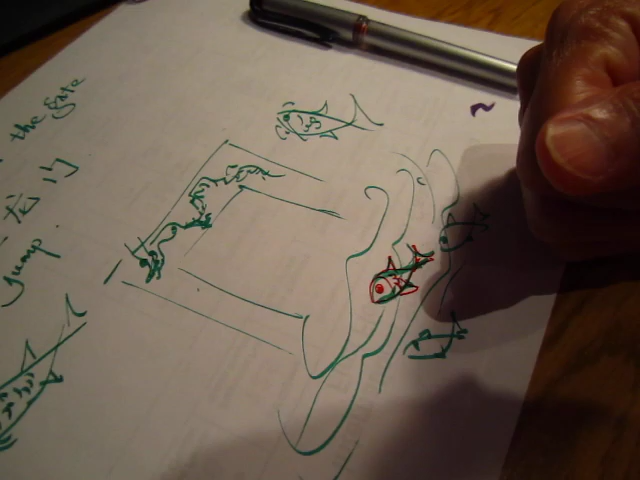 the gate
龙门
Jump.